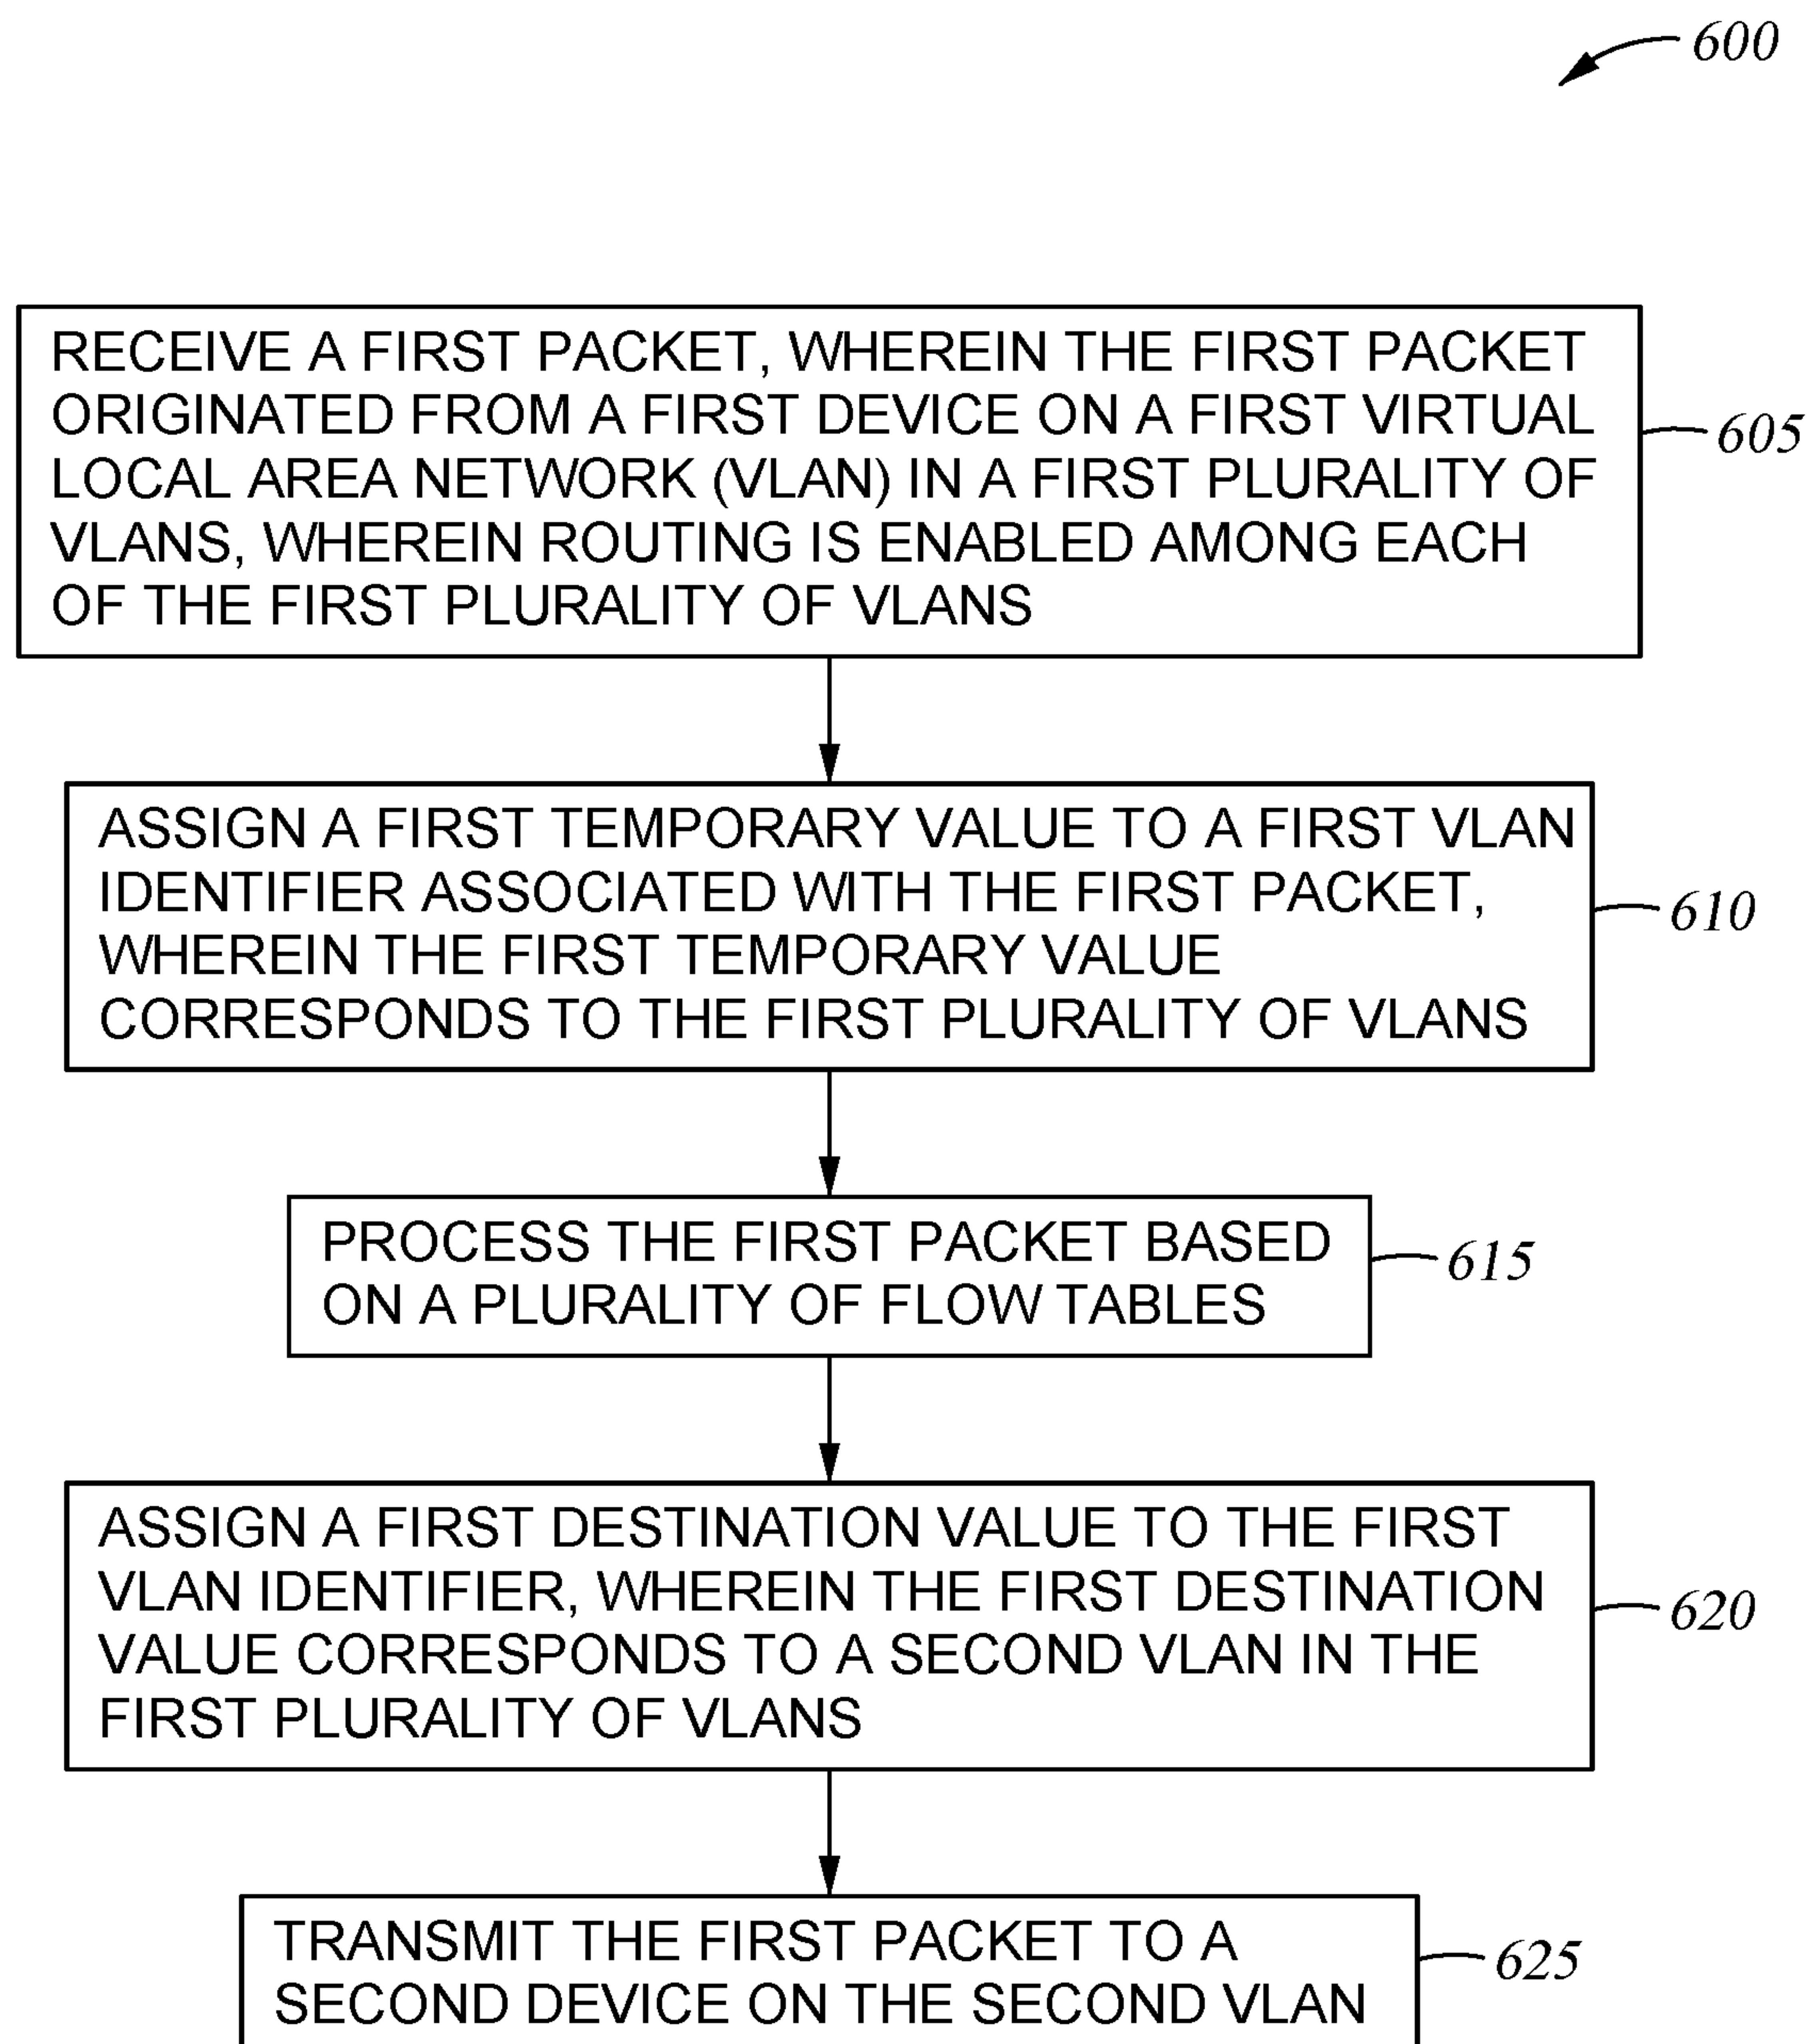 600
RECEIVE A FIRST PACKET, WHEREIN THE FIRST PACKET
ORIGINATED FROM A FIRST DEVICE ON A FIRST VIRTUAL
LOCAL AREA NETWORK (VLAN) IN A FIRST PLURALITY OF
VLANS, WHEREIN ROUTING IS ENABLED AMONG EACH
OF THE FIRST PLURALITY OF VLANS
605
ASSIGN A FIRST TEMPORARY VALUE TO A FIRST VLAN
IDENTIFIER ASSOCIATED WITH THE FIRST PACKET,
WHEREIN THE FIRST TEMPORARY VALUE
CORRESPONDS TO THE FIRST PLURALITY OF VLANS
610
PROCESS THE FIRST PACKET BASED
ON A PLURALITY OF FLOW TABLES
615
ASSIGN A FIRST DESTINATION VALUE TO THE FIRST
VLAN IDENTIFIER, WHEREIN THE FIRST DESTINATION
VALUE CORRESPONDS TO A SECOND VLAN IN THE
FIRST PLURALITY OF VLANS
620
TRANSMIT THE FIRST PACKET TO A
SECOND DEVICE ON THE SECOND VLAN
625